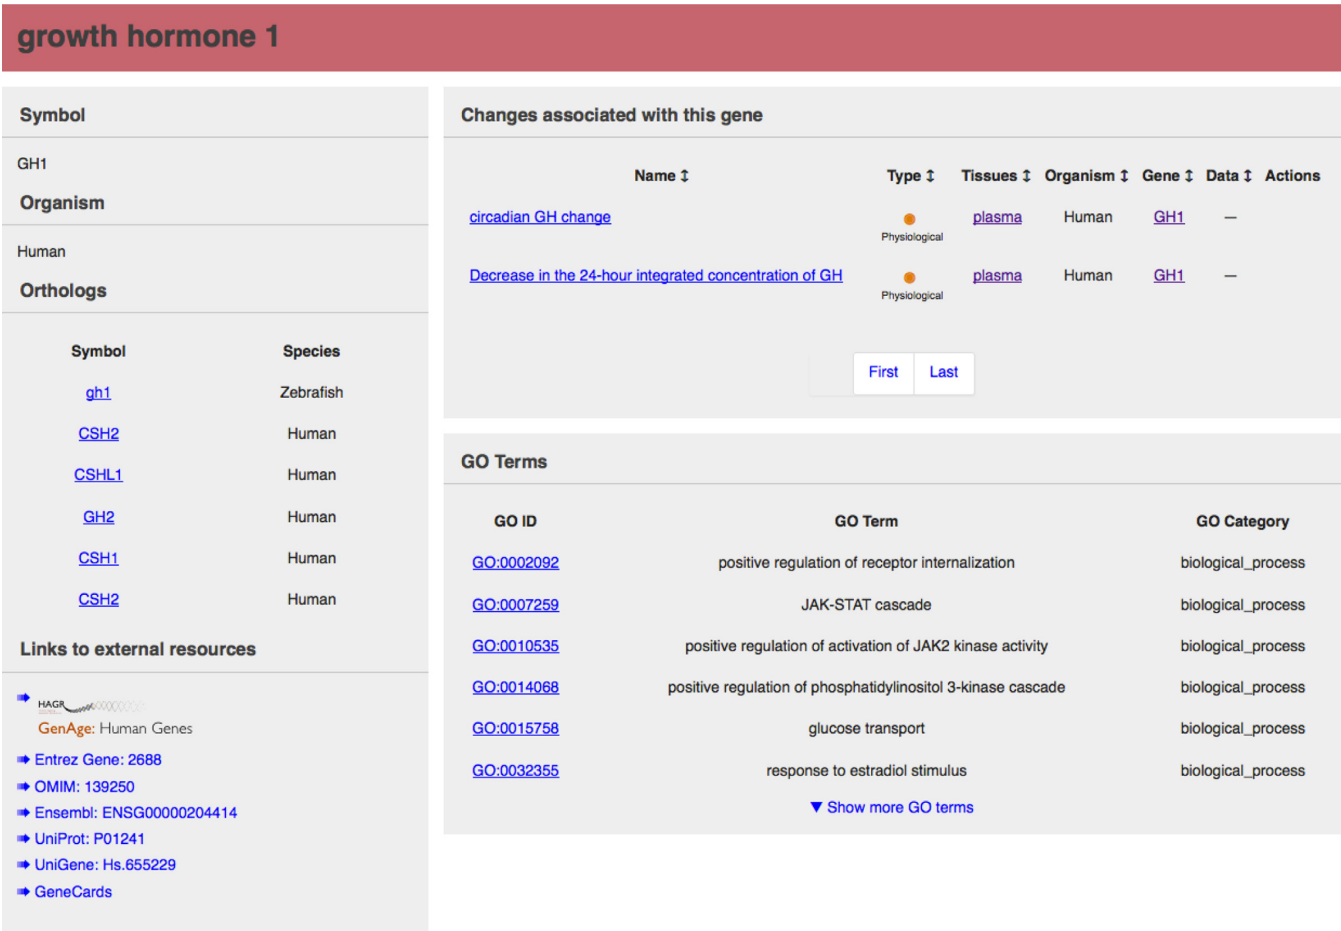 growth hormone 1
Symbol
GH1
Organism
Human
Orthologs
Symbol Species
gh1 Zebrafish
CSH2 Human
CSHL1 Human
GH2 Human
CSH1 Human
CSH2 Human
Links to external resources
HAGR
GenAge: Human Genes
Entrez Gene: 2688
OMIM: 139250
Ensembl: ENSG00000204414
UniProt: P01241
UniGene: Hs.655229
GeneCards
Changes associated with this gene
Name ↕ Type ↕ Tissues ↕ Organism ↕ Gene ↕ Data ↕ Actions
circadian GH change Physiological plasma Human GH1 —
Decrease in the 24-hour integrated concentration of GH Physiological plasma Human GH1 —
First Last
GO Terms
GO ID GO Term GO Category
GO:0002092 positive regulation of receptor internalization biological_process
GO:0007259 JAK-STAT cascade biological_process
GO:0010535 positive regulation of activation of JAK2 kinase activity biological_process
GO:0014068 positive regulation of phosphatidylinositol 3-kinase cascade biological_process
GO:0015758 glucose transport biological_process
GO:0032355 response to estradiol stimulus biological_process
▼ Show more GO terms